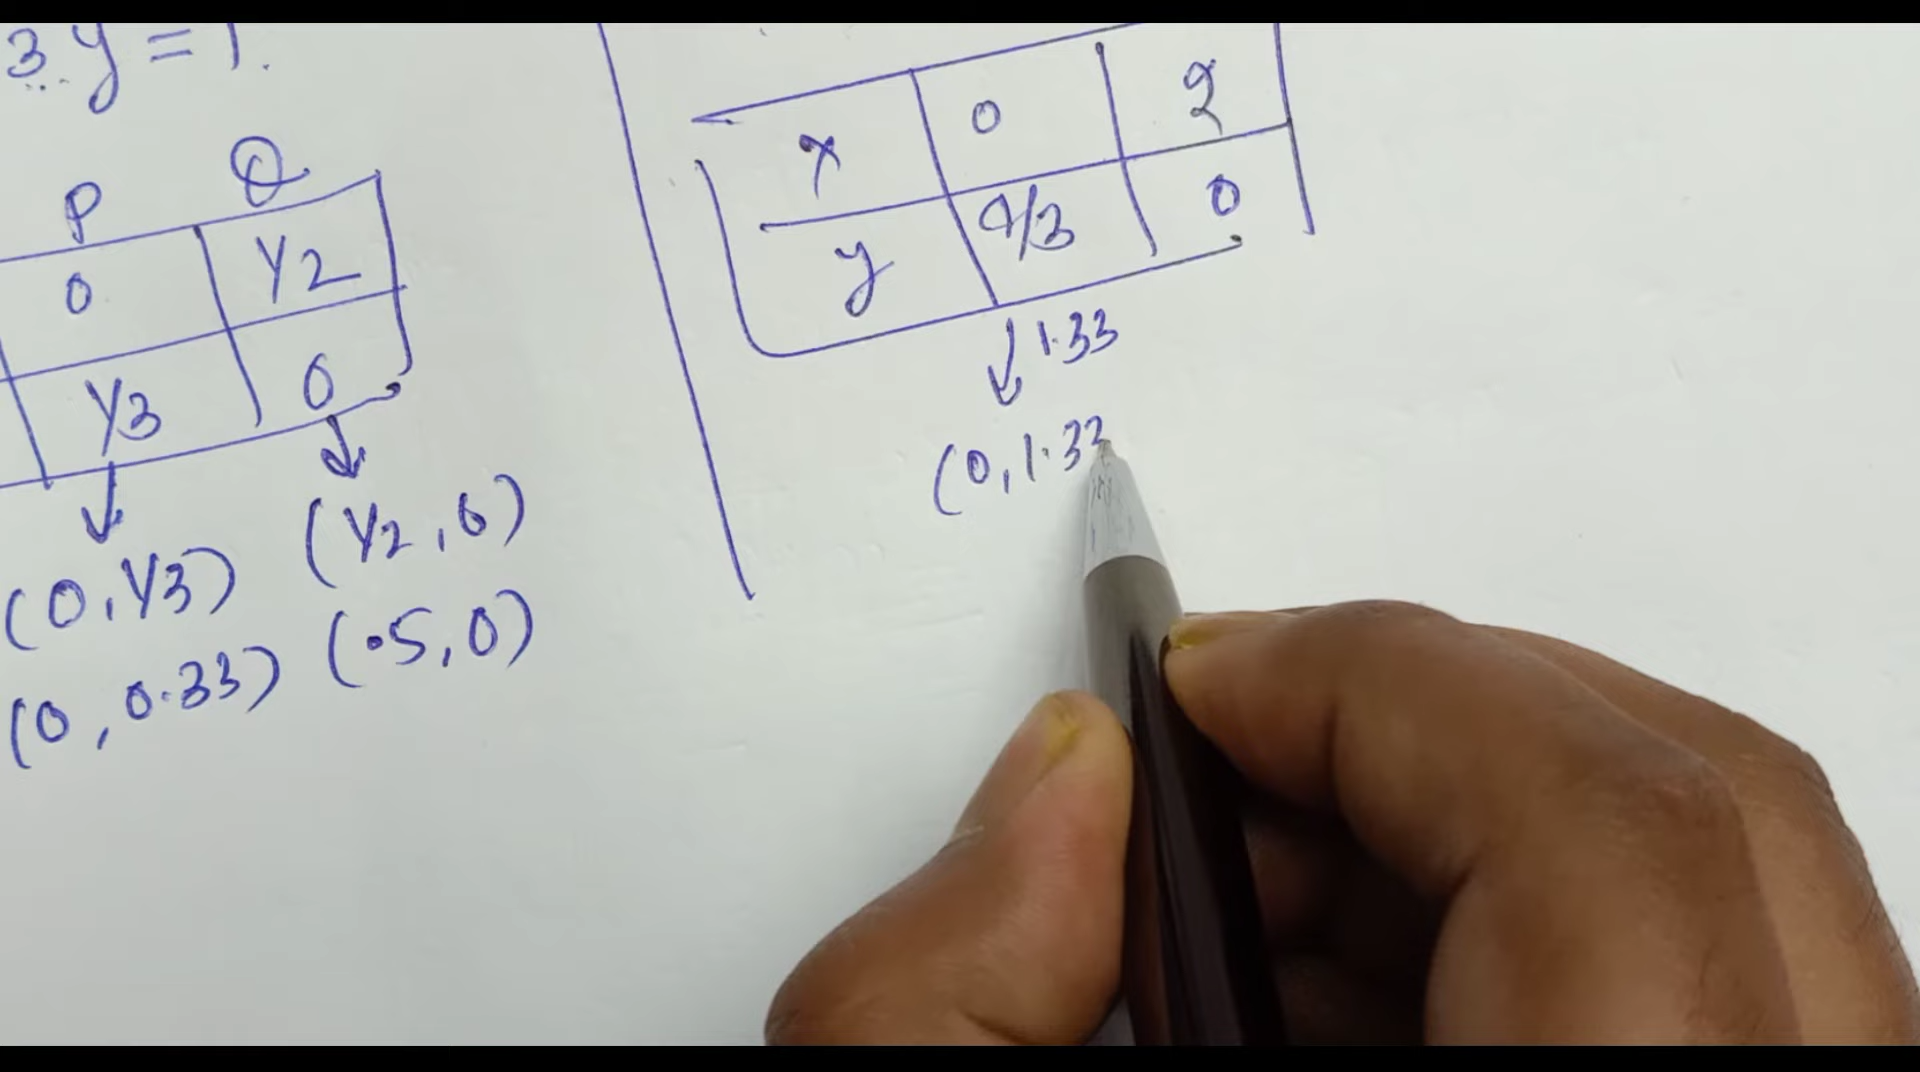 3y = 1
P Q
0 1/2
1/3 0
(0, 1/3) (1/2, 0)
(0, 0.33) (.5, 0)
x 0 2
y 4/3 0
1.33
(0, 1.33